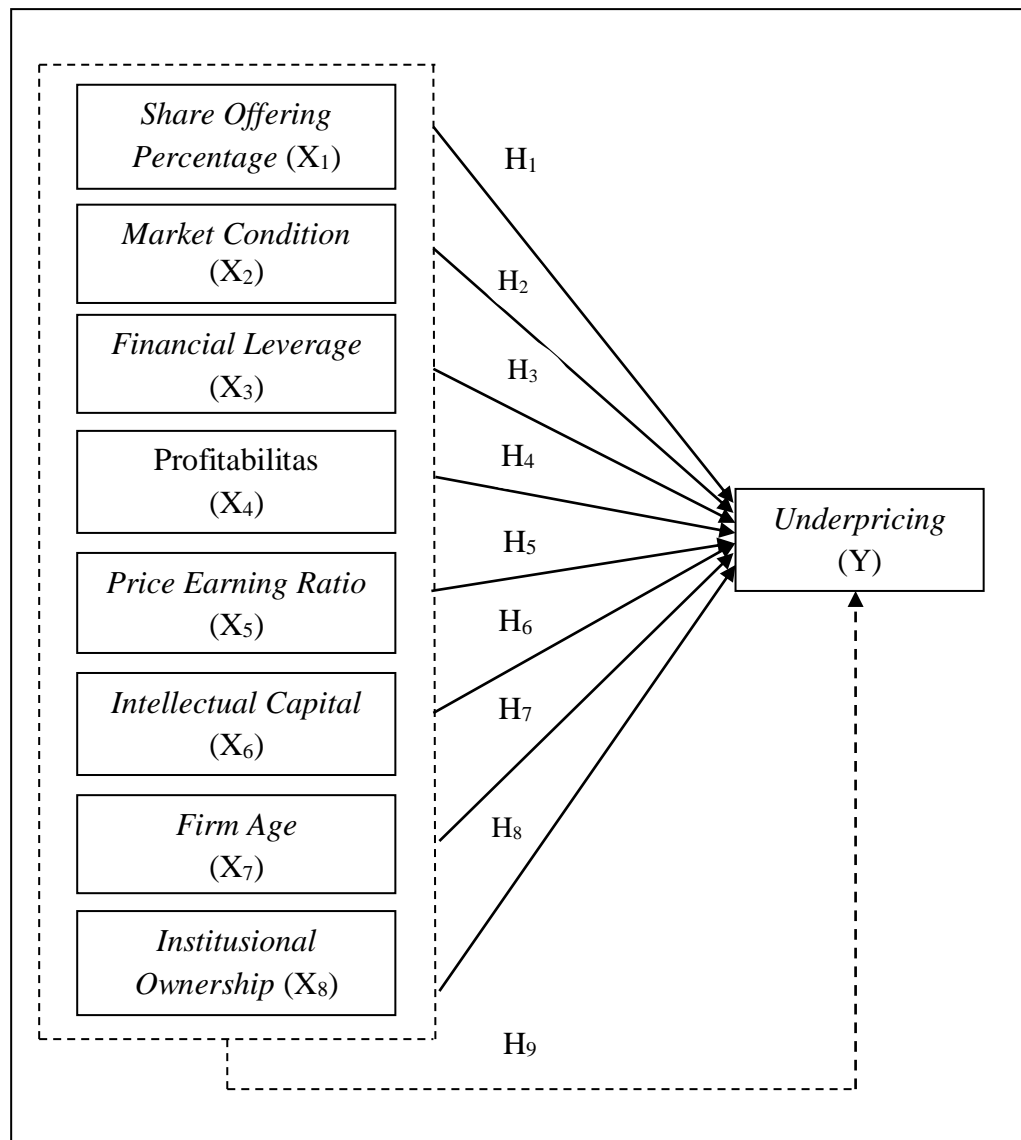 Share Offering
Percentage (X₁)
H₁
Market Condition
(X₂)
H₂
Financial Leverage
(X₃)
H₃
Profitabilitas
(X₄)
H₄
Underpricing
(Y)
Price Earning Ratio
(X₅)
H₅
H₆
Intellectual Capital
(X₆)
H₇
Firm Age
(X₇)
H₈
Institusional
Ownership (X₈)
H₉